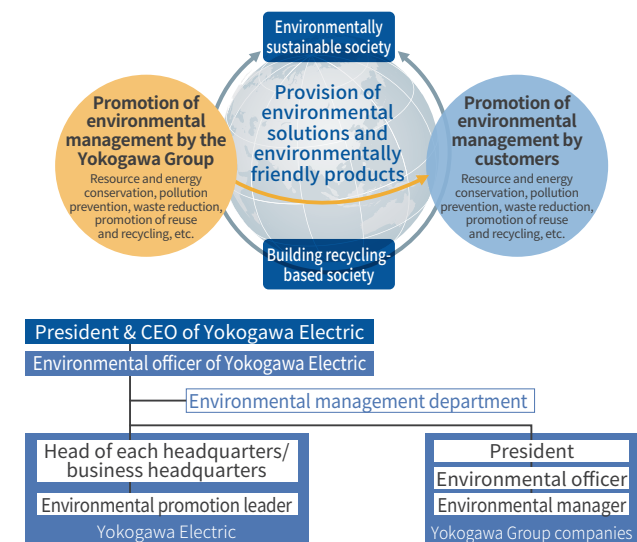 Environmentally
sustainable society
Promotion of
environmental
management by the
Yokogawa Group
Resource and energy
conservation, pollution
prevention, waste reduction,
promotion of reuse
and recycling, etc.
Provision of
environmental
solutions and
environmentally
friendly products
Promotion of
environmental
management by
customers
Resource and energy
conservation, pollution
prevention, waste reduction,
promotion of reuse
and recycling, etc.
Building recycling-
based society
President & CEO of Yokogawa Electric
Environmental officer of Yokogawa Electric
Environmental management department
Head of each headquarters/
business headquarters
Environmental promotion leader
Yokogawa Electric
President
Environmental officer
Environmental manager
Yokogawa Group companies